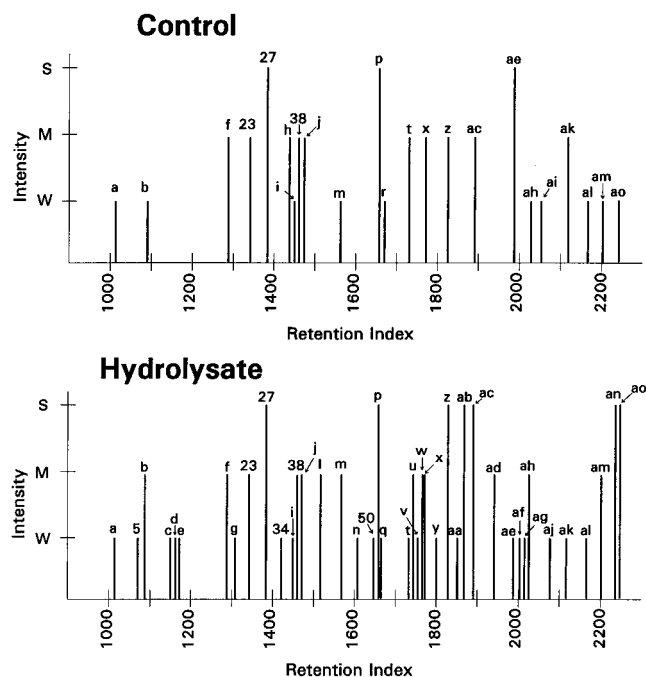 Control
Intensity
S
M
W
a
b
f
23
27
h
i
38
j
m
p
r
t
x
z
ac
ae
ah
ai
ak
al
am
ao
1000
1200
1400
1600
1800
2000
2200
Retention Index
Hydrolysate
Intensity
S
M
W
a
5
b
c
d
e
f
g
23
27
34
i
38
j
l
m
n
50
p
q
t
u
v
w
x
y
z
aa
ab
ac
ad
ae
af
ag
ah
aj
ak
al
am
an
ao
1000
1200
1400
1600
1800
2000
2200
Retention Index